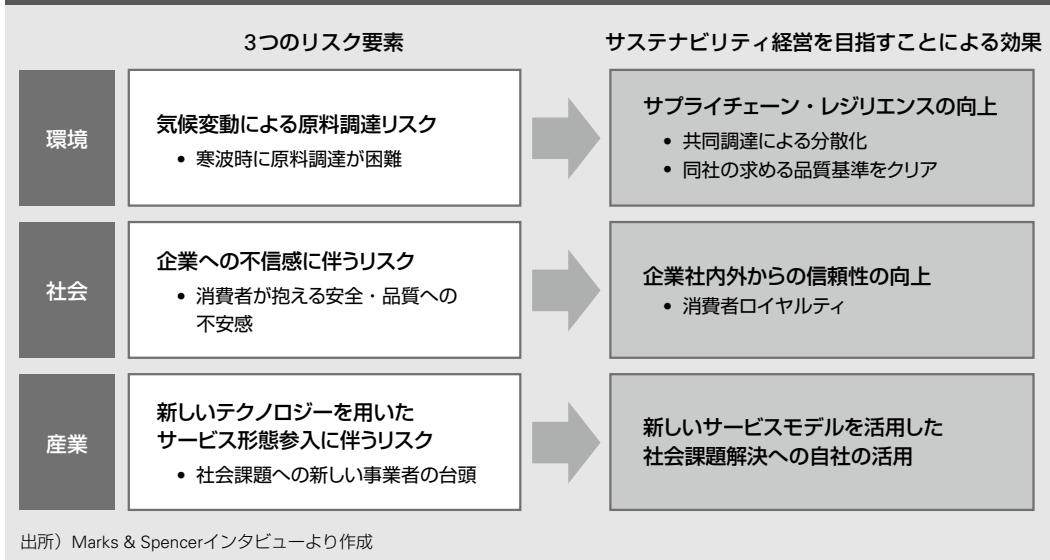 3つのリスク要素
サステナビリティ経営を目指すことによる効果
環境
気候変動による原料調達リスク
• 寒波時に原料調達が困難
サプライチェーン・レジリエンスの向上
• 共同調達による分散化
• 同社の求める品質基準をクリア
社会
企業への不信感に伴うリスク
• 消費者が抱える安全・品質への
不安感
企業社内外からの信頼性の向上
• 消費者ロイヤルティ
産業
新しいテクノロジーを用いた
サービス形態参入に伴うリスク
• 社会課題への新しい事業者の台頭
新しいサービスモデルを活用した
社会課題解決への自社の活用
出所）Marks & Spencerインタビューより作成